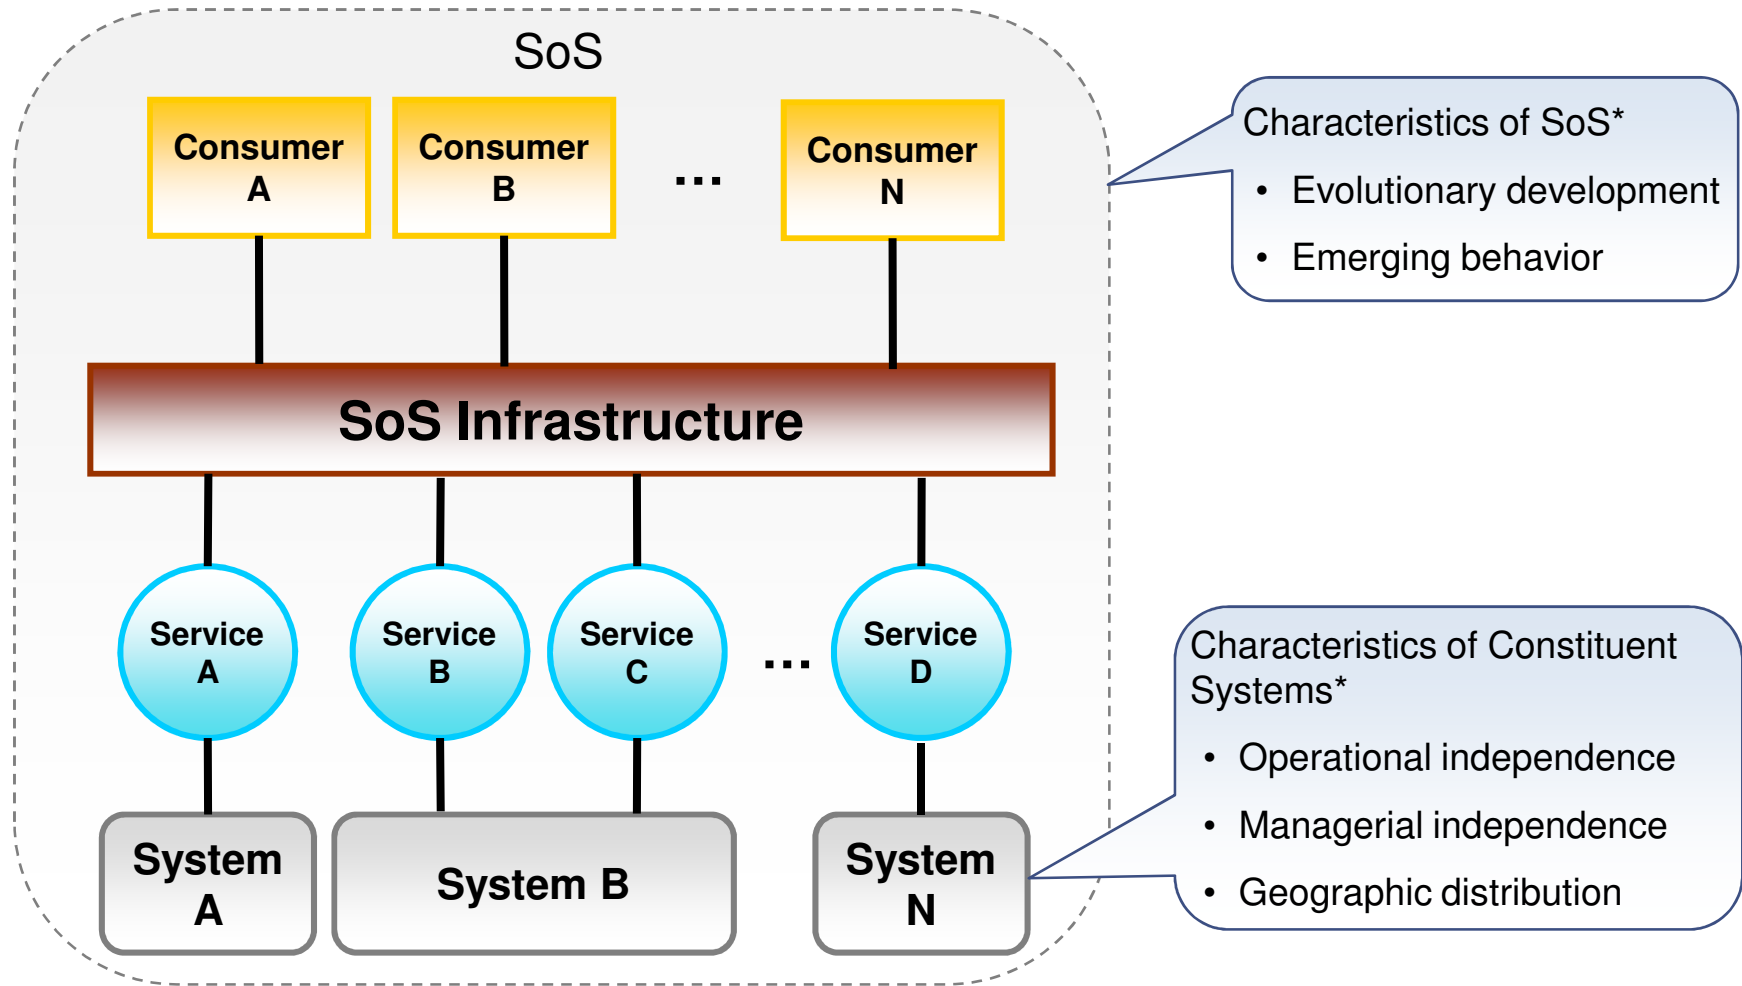 SoS
Consumer
A
Consumer
B
...
Consumer
N
Characteristics of SoS*
• Evolutionary development
• Emerging behavior
SoS Infrastructure
Service
A
Service
B
Service
C
...
Service
D
Characteristics of Constituent
Systems*
• Operational independence
• Managerial independence
• Geographic distribution
System
A
System B
System
N